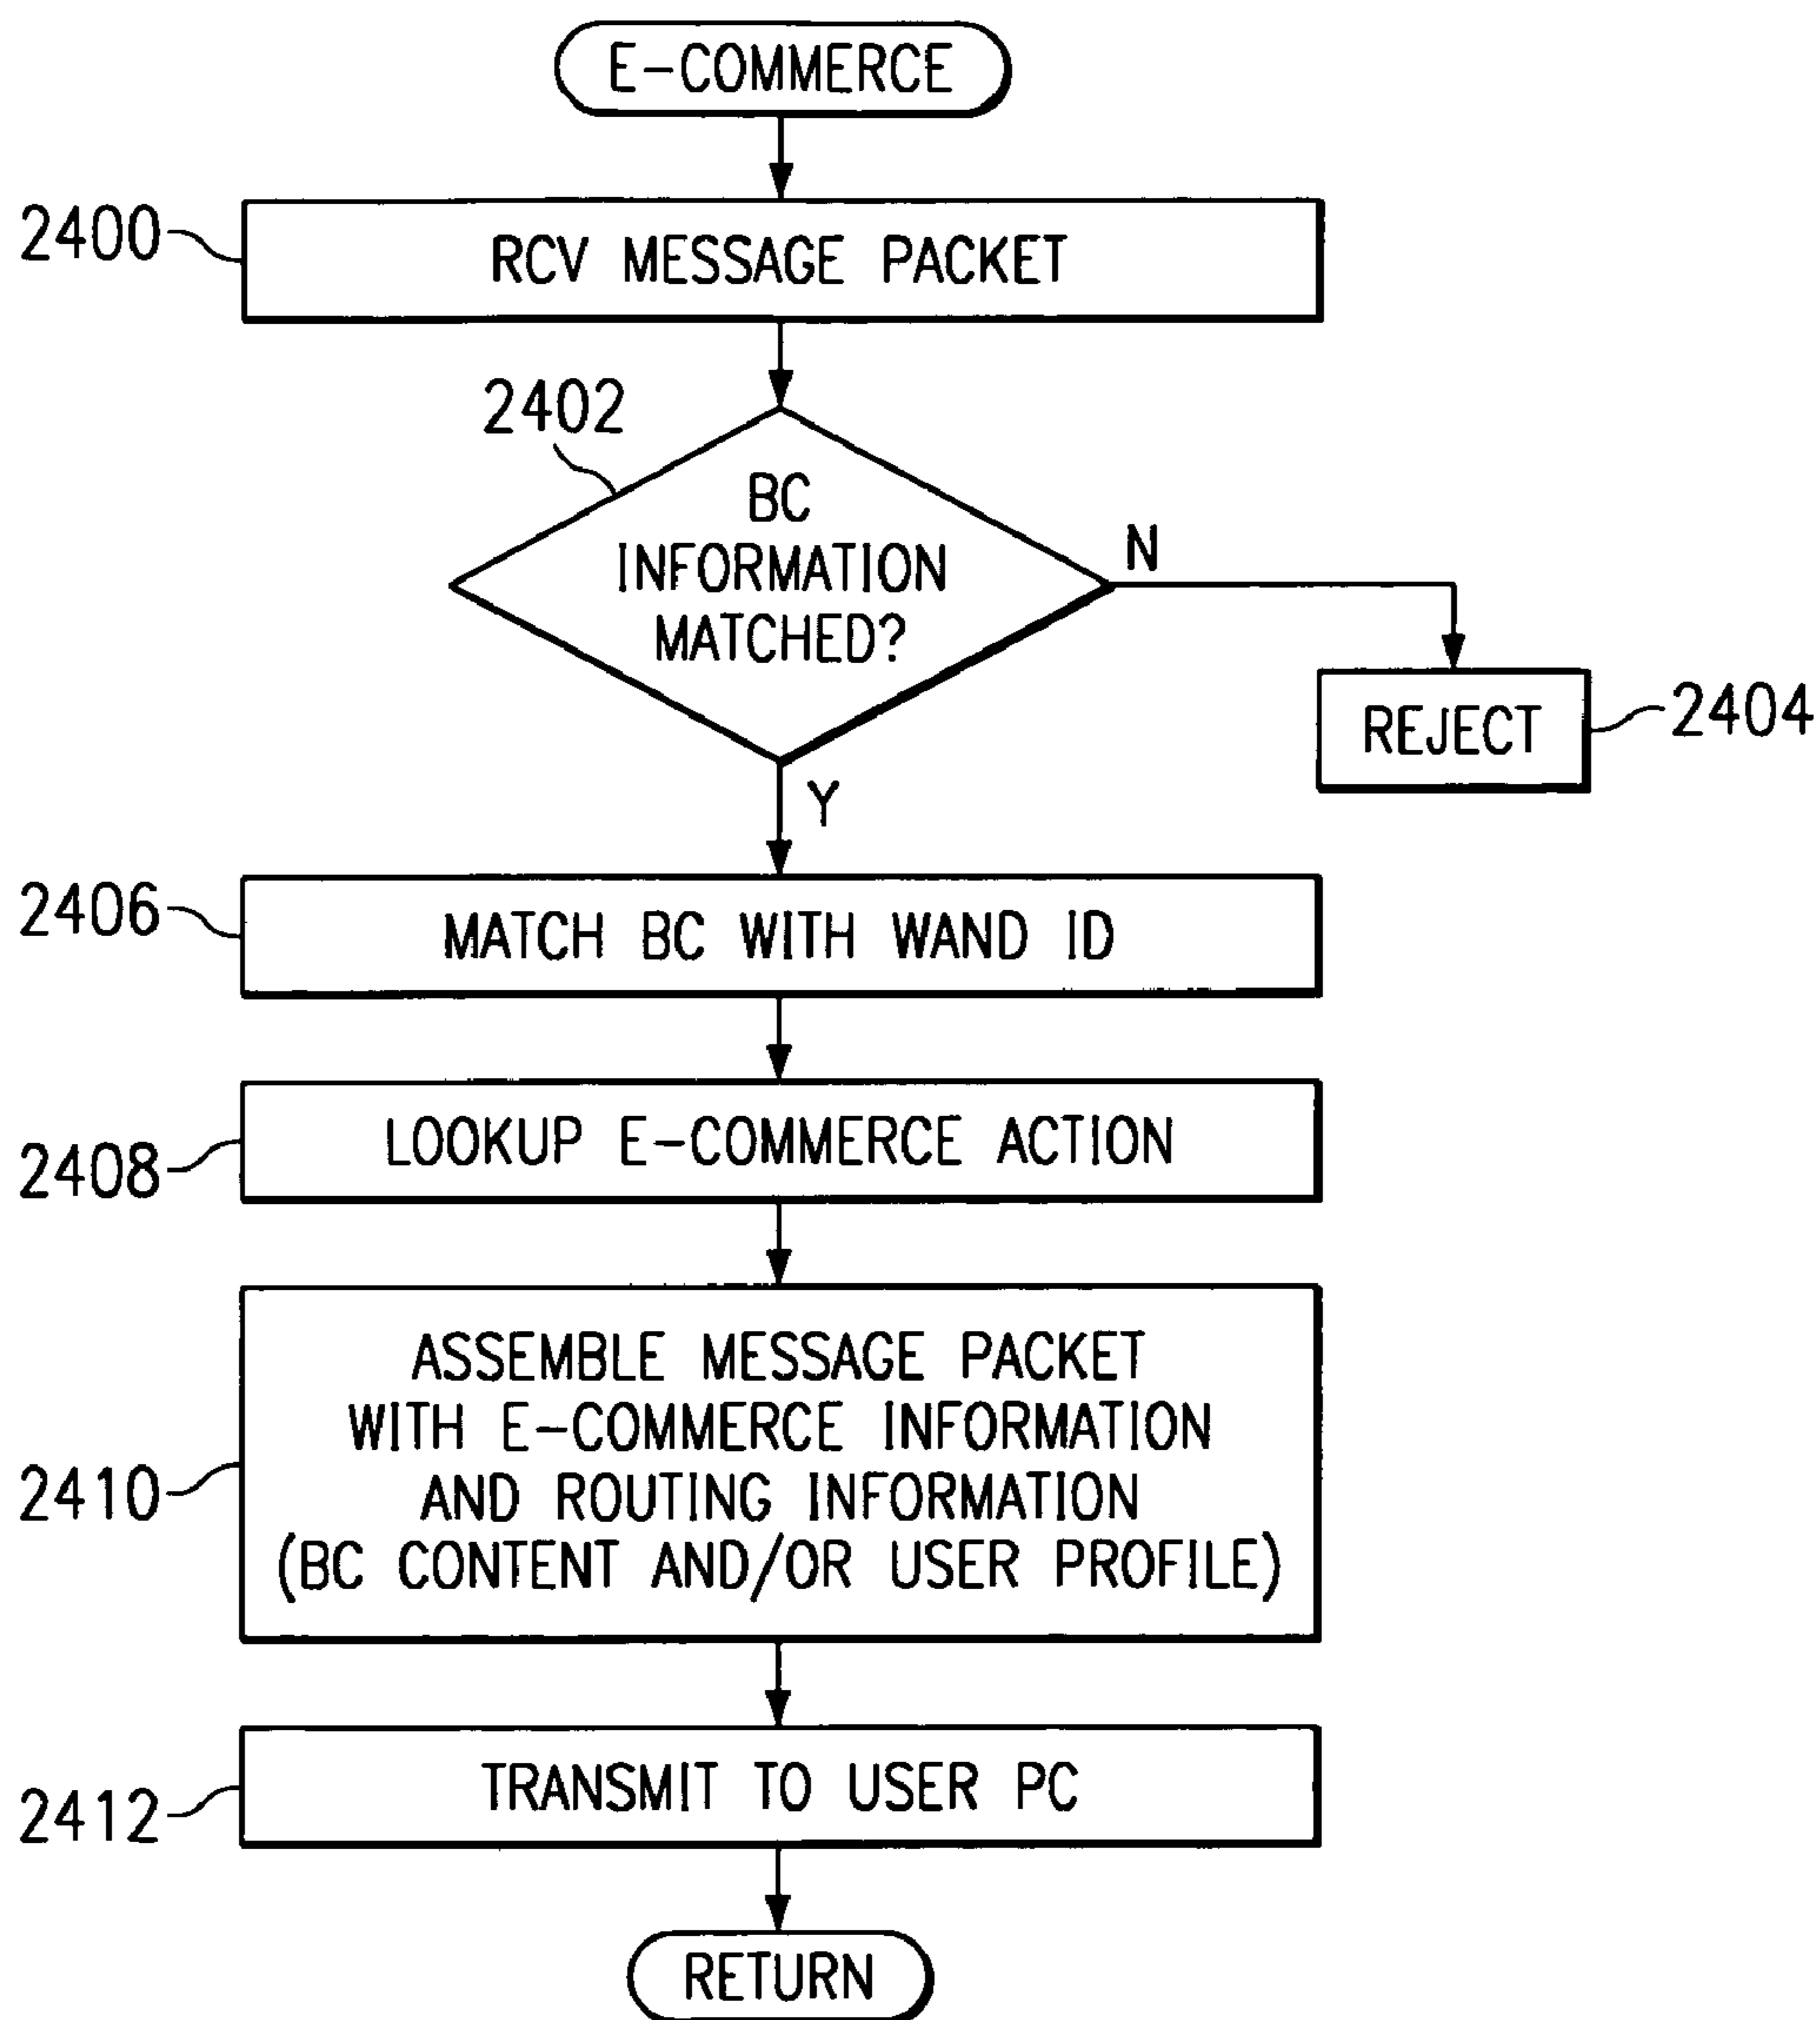 E-COMMERCE
2400
RCV MESSAGE PACKET
2402
BC
INFORMATION
MATCHED?
N
REJECT
2404
Y
2406
MATCH BC WITH WAND ID
2408
LOOKUP E-COMMERCE ACTION
2410
ASSEMBLE MESSAGE PACKET
WITH E-COMMERCE INFORMATION
AND ROUTING INFORMATION
(BC CONTENT AND/OR USER PROFILE)
2412
TRANSMIT TO USER PC
RETURN